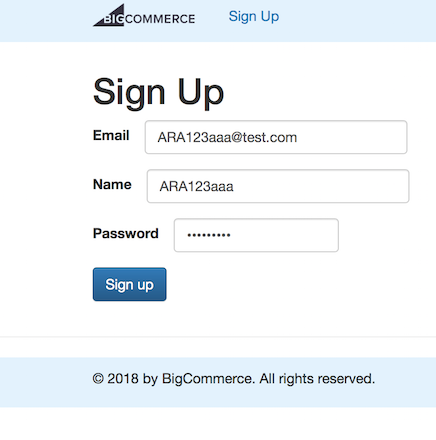 BIGCOMMERCE Sign Up
Sign Up
Email ARA123aaa@test.com
Name ARA123aaa
Password •••••••••
Sign up
© 2018 by BigCommerce. All rights reserved.